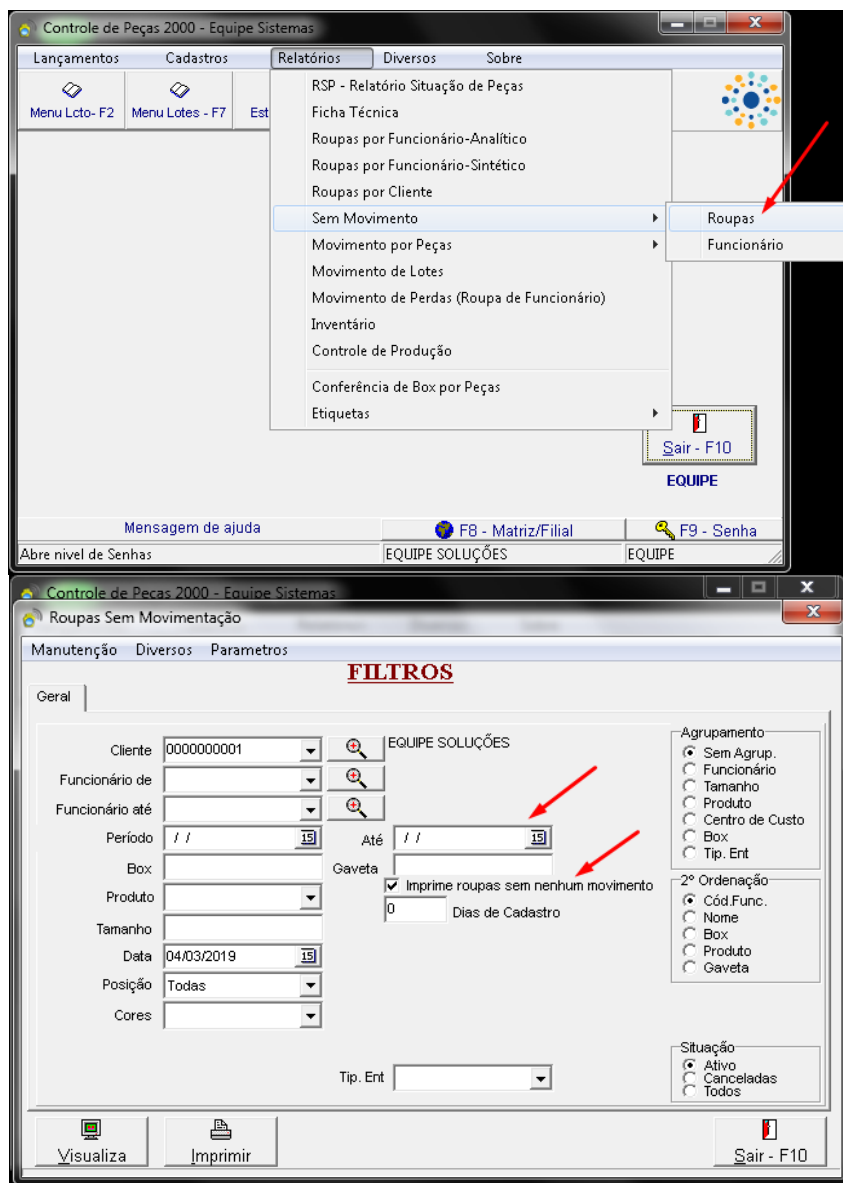 Controle de Peças 2000 - Equipe Sistemas
Lançamentos Cadastros Relatórios Diversos Sobre
Menu Lcto- F2 Menu Lotes - F7 Est
RSP - Relatório Situação de Peças
Ficha Técnica
Roupas por Funcionário-Analítico
Roupas por Funcionário-Sintético
Roupas por Cliente
Sem Movimento
Roupas
Movimento por Peças
Funcionário
Movimento de Lotes
Movimento de Perdas (Roupa de Funcionário)
Inventário
Controle de Produção
Conferência de Box por Peças
Etiquetas
Sair - F10
EQUIPE
Mensagem de ajuda F8 - Matriz/Filial F9 - Senha
Abre nivel de Senhas EQUIPE SOLUÇÕES EQUIPE
Controle de Peças 2000 - Equipe Sistemas
Roupas Sem Movimentação
Manutenção Diversos Parametros
FILTROS
Geral
Cliente 0000000001 EQUIPE SOLUÇÕES
Funcionário de
Funcionário até
Período / / 15 Até / / 15
Box Gaveta
Imprime roupas sem nenhum movimento
Produto
0 Dias de Cadastro
Tamanho
Data 04/03/2019 15
Posição Todas
Cores
Tip. Ent
Agrupamento
Sem Agrup.
Funcionário
Tamanho
Produto
Centro de Custo
Box
Tip. Ent
2º Ordenação
Cód.Func.
Nome
Box
Produto
Gaveta
Situação
Ativo
Canceladas
Todos
Visualiza Imprimir Sair - F10